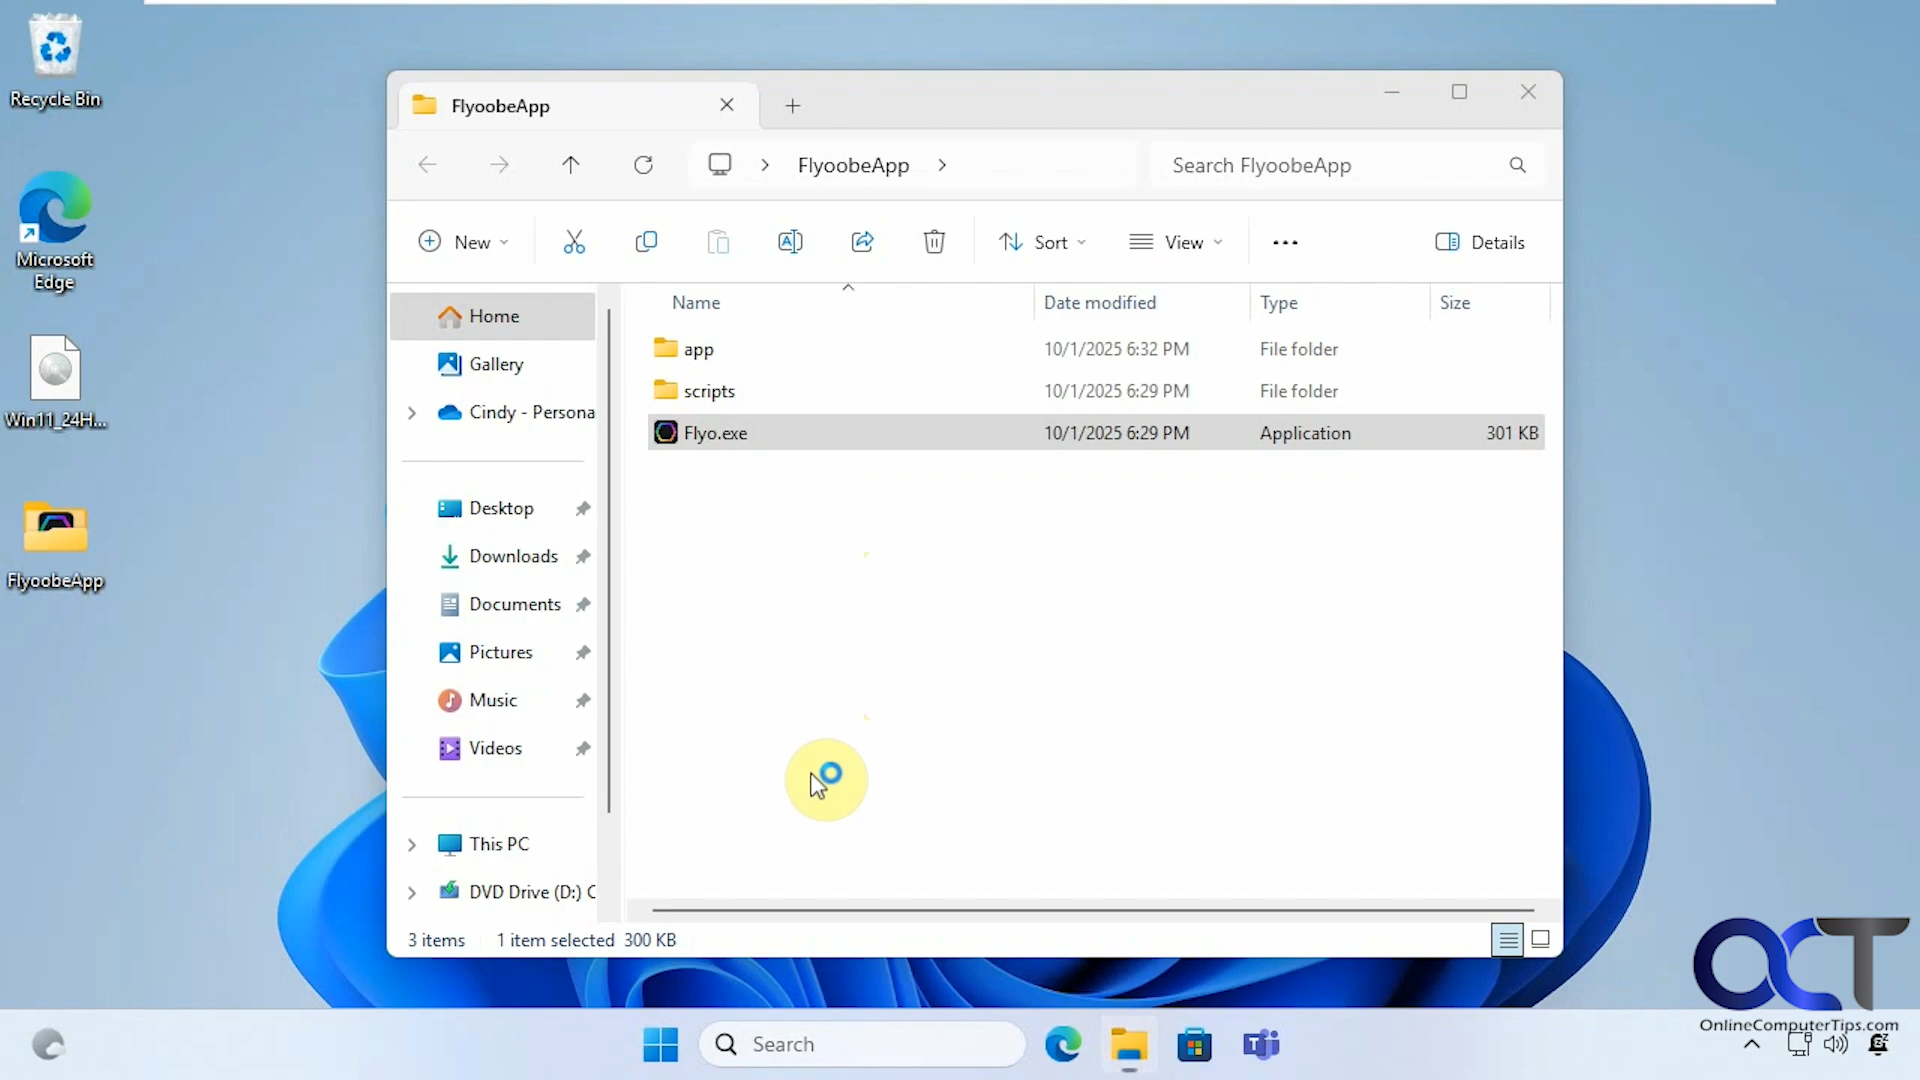 Recycle Bin
Microsoft
Edge
Win11_24H...
FlyoobeApp
FlyoobeApp
FlyoobeApp
Search FlyoobeApp
New
Sort
View
Details
Home
Gallery
Cindy - Persona
Desktop
Downloads
Documents
Pictures
Music
Videos
This PC
DVD Drive (D:) C
Name Date modified Type Size
app 10/1/2025 6:32 PM File folder
scripts 10/1/2025 6:29 PM File folder
Flyo.exe 10/1/2025 6:29 PM Application 301 KB
3 items 1 item selected 300 KB
Search
OCT
OnlineComputerTips.com